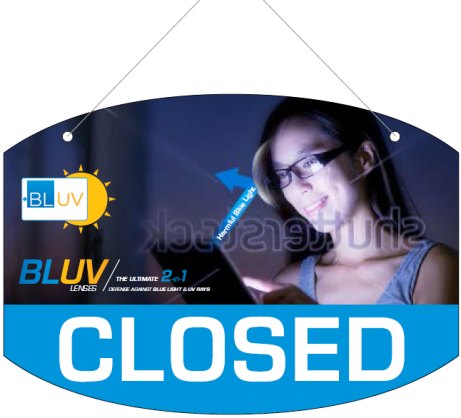 BLUV
Harmful Blue Light
shutterstock
BLUV
LENSES
THE ULTIMATE 2-in-1
DEFENSE AGAINST BLUE LIGHT & UV RAYS
CLOSED